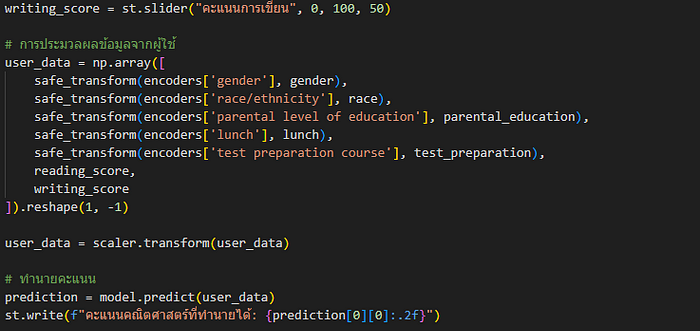 writing_score = st.slider("คะแนนการเขียน", 0, 100, 50)
# การประมวลผลข้อมูลจากผู้ใช้
user_data = np.array([
    safe_transform(encoders['gender'], gender),
    safe_transform(encoders['race/ethnicity'], race),
    safe_transform(encoders['parental level of education'], parental_education),
    safe_transform(encoders['lunch'], lunch),
    safe_transform(encoders['test preparation course'], test_preparation),
    reading_score,
    writing_score
]).reshape(1, -1)
user_data = scaler.transform(user_data)
# ทำนายคะแนน
prediction = model.predict(user_data)
st.write(f"คะแนนคณิตศาสตร์ที่ทำนายได้: {prediction[0][0]:.2f}")